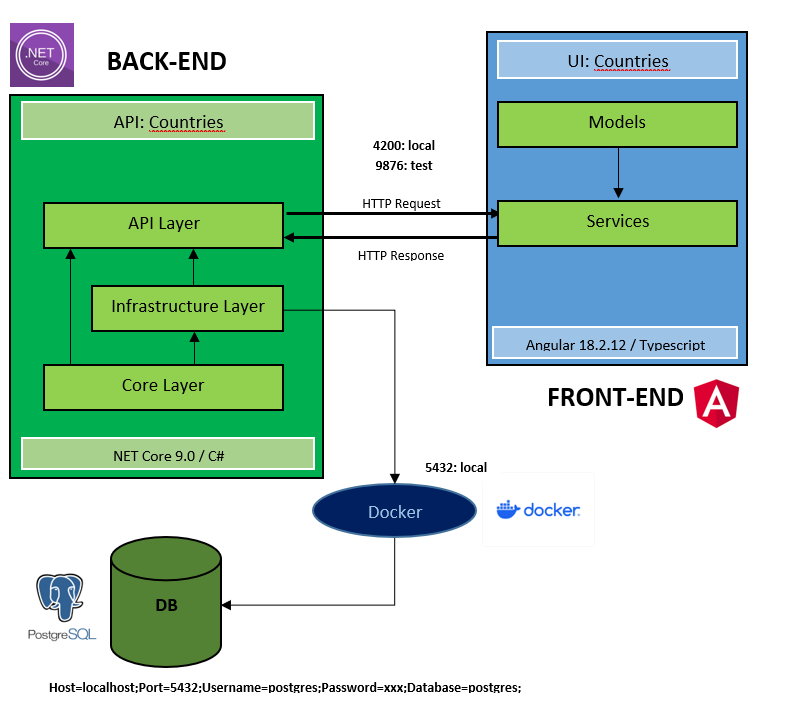 .NET
Core
BACK-END
API: Countries
API Layer
Infrastructure Layer
Core Layer
NET Core 9.0 / C#
4200: local
9876: test
HTTP Request
HTTP Response
UI: Countries
Models
Services
Angular 18.2.12 / Typescript
FRONT-END
A
5432: local
Docker
docker
DB
PostgreSQL
Host=localhost;Port=5432;Username=postgres;Password=xxx;Database=postgres;